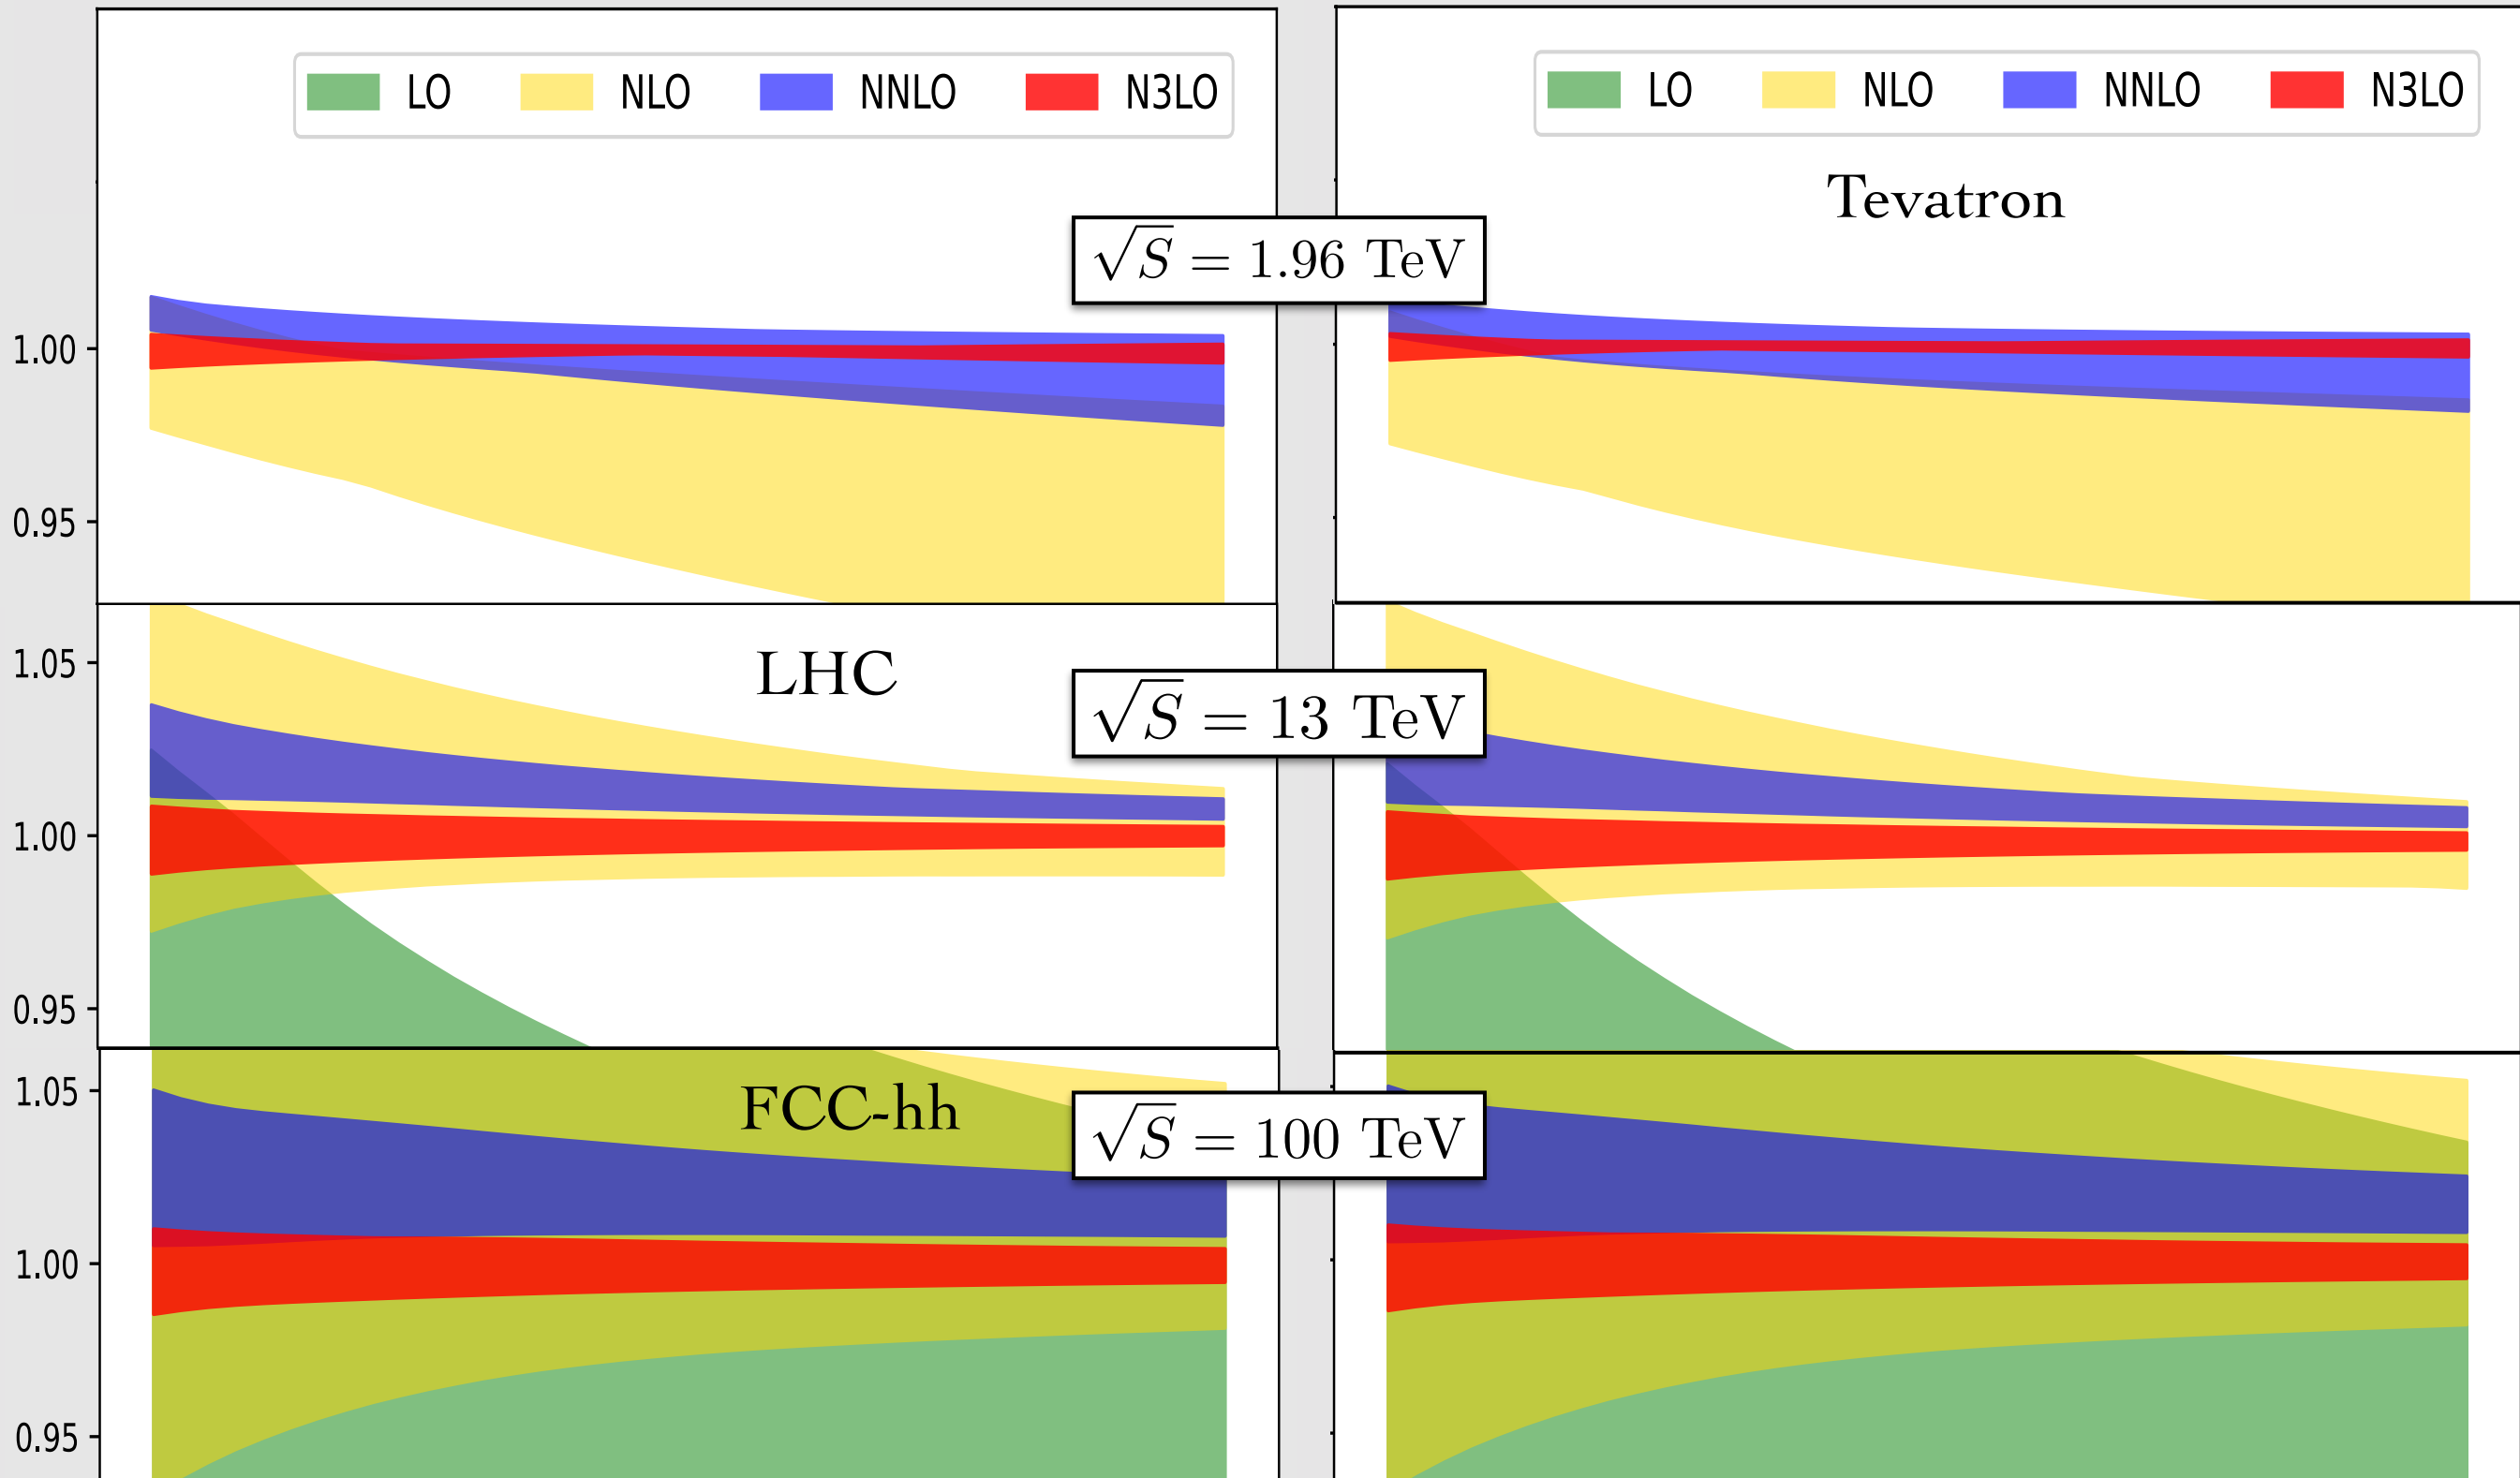 LO NLO NNLO N3LO
LO NLO NNLO N3LO
Tevatron
√S = 1.96 TeV
1.00
0.95
LHC
√S = 13 TeV
1.05
1.00
0.95
FCC-hh
√S = 100 TeV
1.05
1.00
0.95